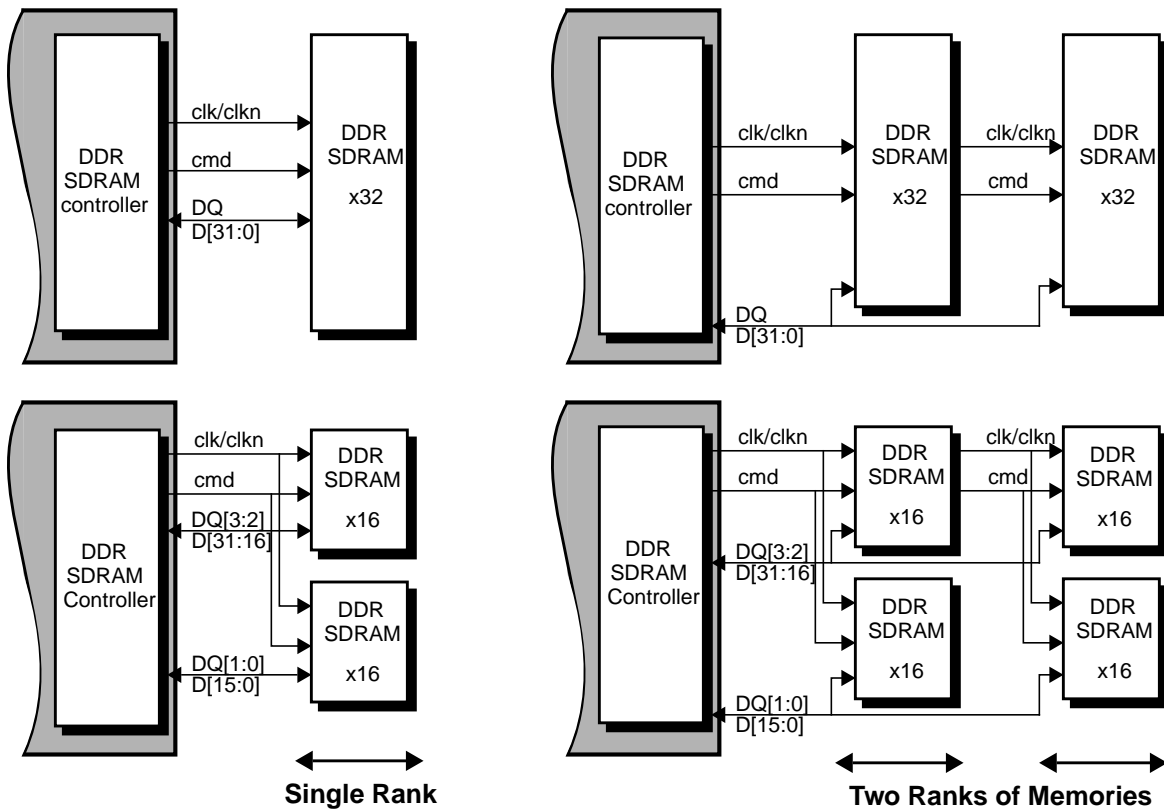 DDR
SDRAM
controller
clk/clkn
cmd
DQ
D[31:0]
DDR
SDRAM
x32
DDR
SDRAM
controller
clk/clkn
cmd
DQ
D[31:0]
DDR
SDRAM
x32
clk/clkn
cmd
DDR
SDRAM
x32
DDR
SDRAM
Controller
clk/clkn
cmd
DQ[3:2]
D[31:16]
DQ[1:0]
D[15:0]
DDR
SDRAM
x16
DDR
SDRAM
x16
Single Rank
DDR
SDRAM
Controller
clk/clkn
cmd
DQ[3:2]
D[31:16]
DQ[1:0]
D[15:0]
DDR
SDRAM
x16
DDR
SDRAM
x16
clk/clkn
cmd
DDR
SDRAM
x16
DDR
SDRAM
x16
Two Ranks of Memories